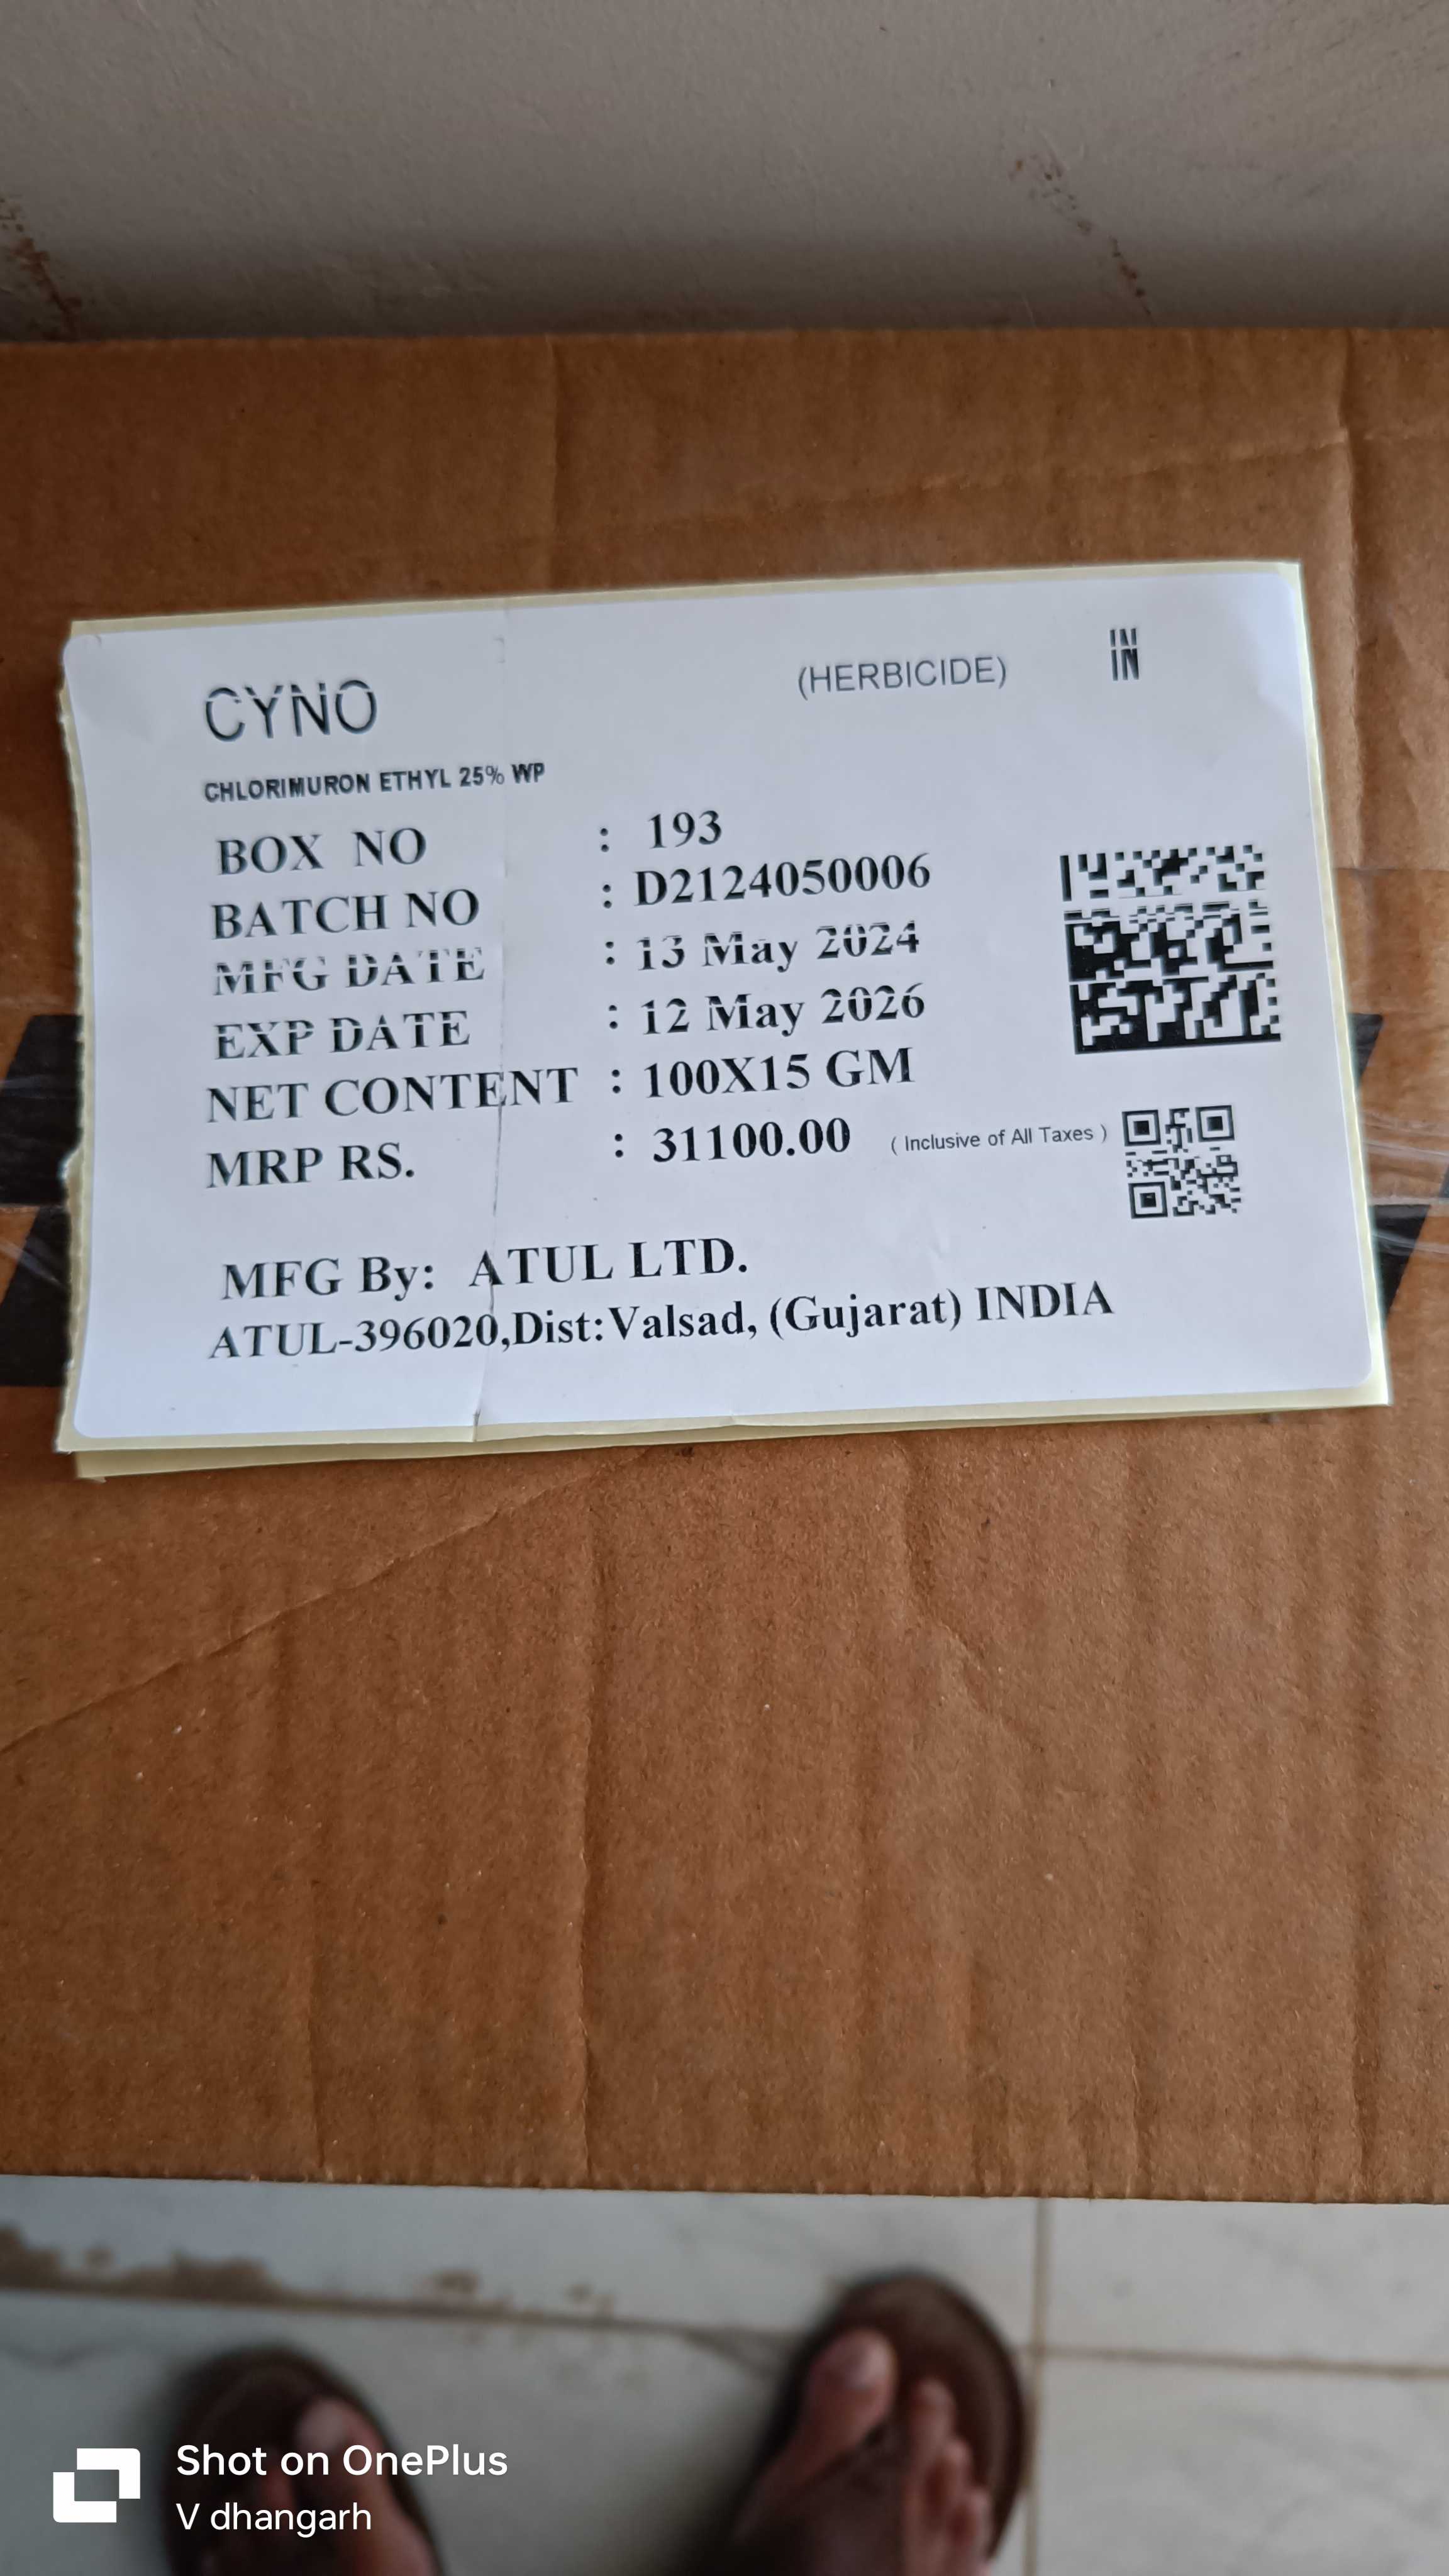 CYNO (HERBICIDE) IN
CHLORIMURON ETHYL 25% WP
BOX NO : 193
BATCH NO : D2124050006
MFG DATE : 13 May 2024
EXP DATE : 12 May 2026
NET CONTENT : 100X15 GM
MRP RS. : 31100.00 ( Inclusive of All Taxes )
MFG By: ATUL LTD.
ATUL-396020,Dist:Valsad, (Gujarat) INDIA
Shot on OnePlus
V dhangarh